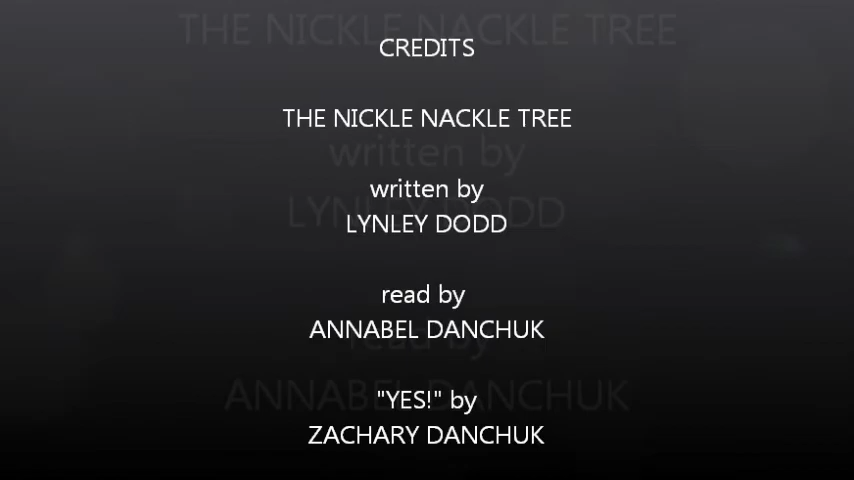 CREDITS
THE NICKLE NACKLE TREE
written by
LYNLEY DODD
read by
ANNABEL DANCHUK
"YES!" by
ZACHARY DANCHUK